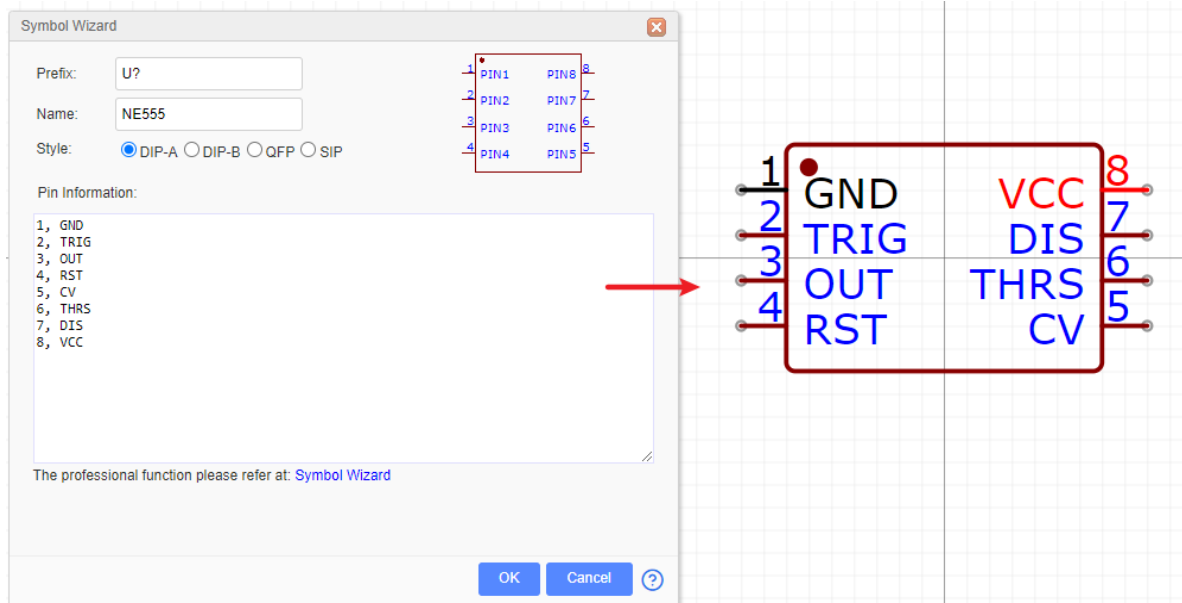 Symbol Wizard
Prefix: U?
Name: NE555
Style: DIP-A DIP-B QFP SIP
1 PIN1 PIN8 8
2 PIN2 PIN7 7
3 PIN3 PIN6 6
4 PIN4 PIN5 5
Pin Information:
1, GND
2, TRIG
3, OUT
4, RST
5, CV
6, THRS
7, DIS
8, VCC
The professional function please refer at: Symbol Wizard
OK Cancel ?
1 GND VCC 8
2 TRIG DIS 7
3 OUT THRS 6
4 RST CV 5